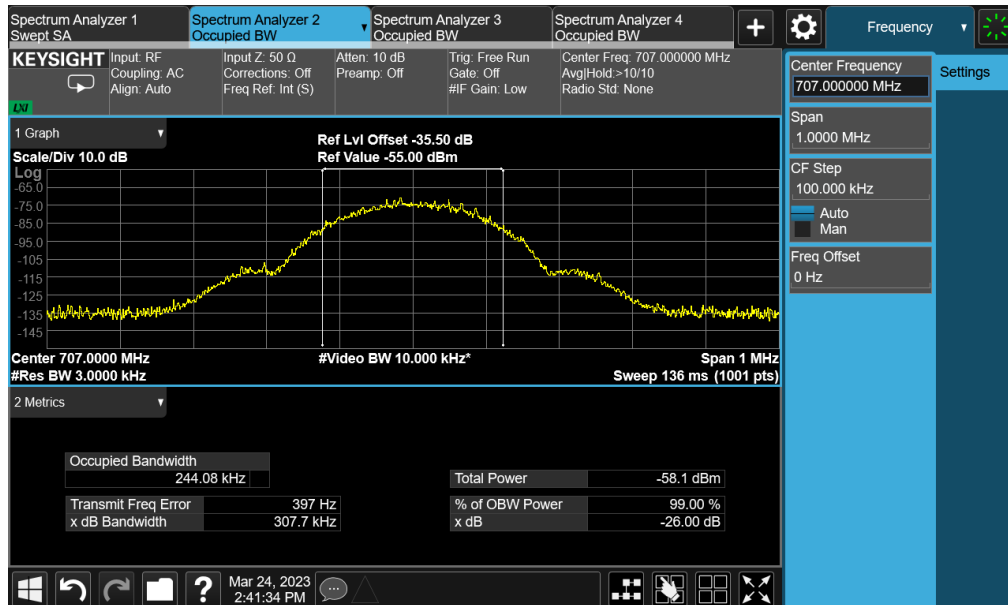 Spectrum Analyzer 1
Swept SA
Spectrum Analyzer 2
Occupied BW
Spectrum Analyzer 3
Occupied BW
Spectrum Analyzer 4
Occupied BW
Frequency
KEYSIGHT
LXI
Input: RF
Coupling: AC
Align: Auto
Input Z: 50 Ω
Corrections: Off
Freq Ref: Int (S)
Atten: 10 dB
Preamp: Off
Trig: Free Run
Gate: Off
#IF Gain: Low
Center Freq: 707.000000 MHz
Avg|Hold:>10/10
Radio Std: None
Center Frequency
707.000000 MHz
Settings
Span
1.0000 MHz
CF Step
100.000 kHz
Auto
Man
Freq Offset
0 Hz
1 Graph
Scale/Div 10.0 dB
Ref Lvl Offset -35.50 dB
Ref Value -55.00 dBm
Log
-65.0
-75.0
-85.0
-95.0
-105
-115
-125
-135
-145
Center 707.0000 MHz
#Video BW 10.000 kHz*
Span 1 MHz
#Res BW 3.0000 kHz
Sweep 136 ms (1001 pts)
2 Metrics
Occupied Bandwidth
244.08 kHz
Total Power -58.1 dBm
Transmit Freq Error 397 Hz
% of OBW Power 99.00 %
x dB Bandwidth 307.7 kHz
x dB -26.00 dB
Mar 24, 2023
2:41:34 PM